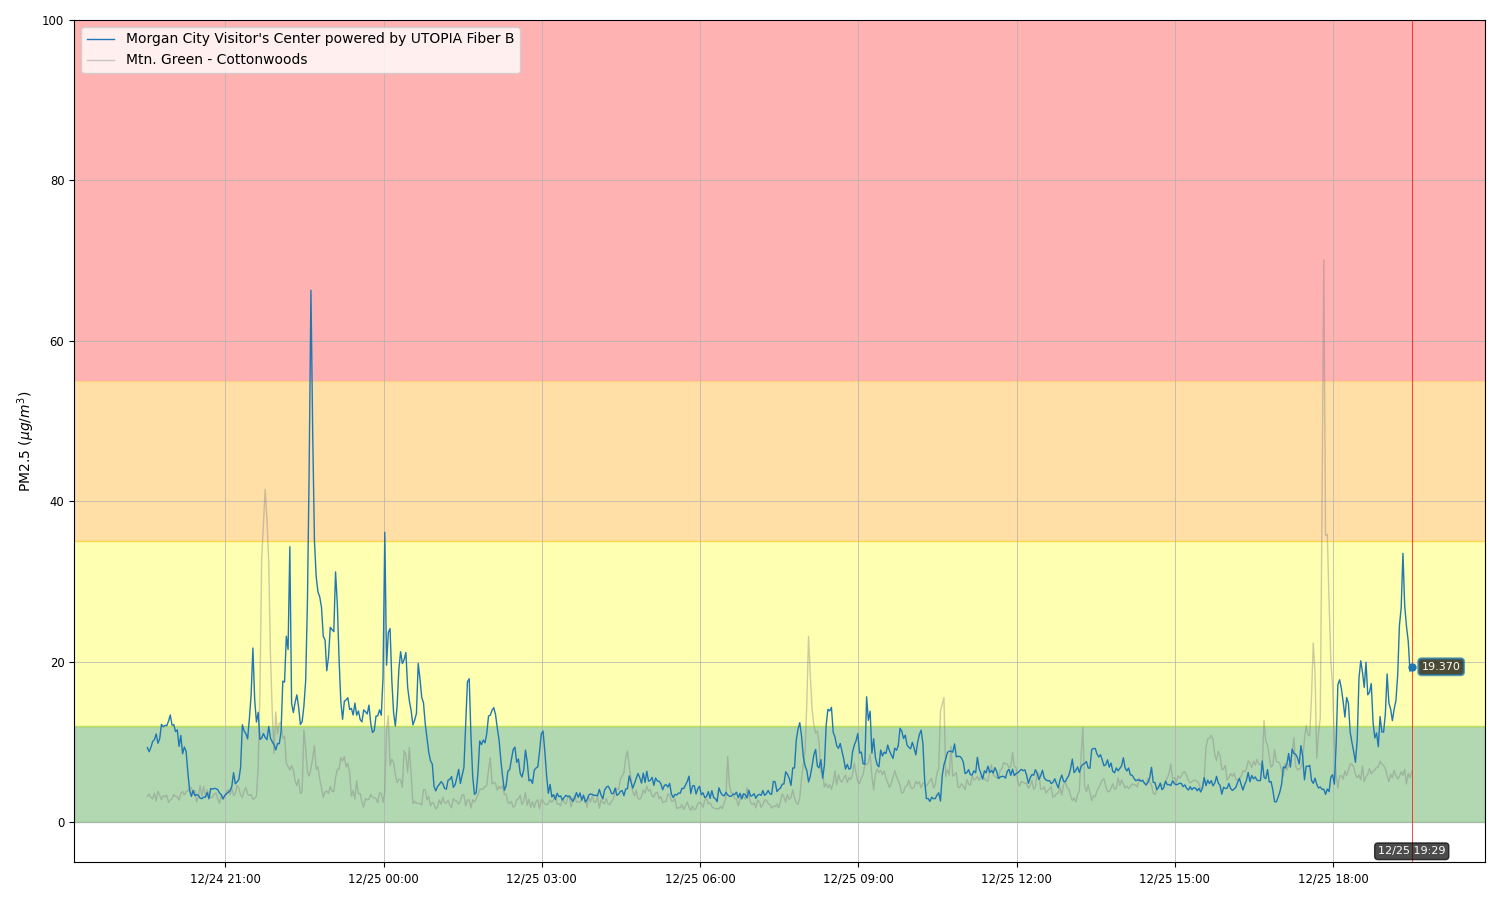 100
Morgan City Visitor's Center powered by UTOPIA Fiber B
Mtn. Green - Cottonwoods
80
60
PM2.5 (μg/m³)
40
20
19.370
0
12/25 19:29
12/24 21:00 12/25 00:00 12/25 03:00 12/25 06:00 12/25 09:00 12/25 12:00 12/25 15:00 12/25 18:00